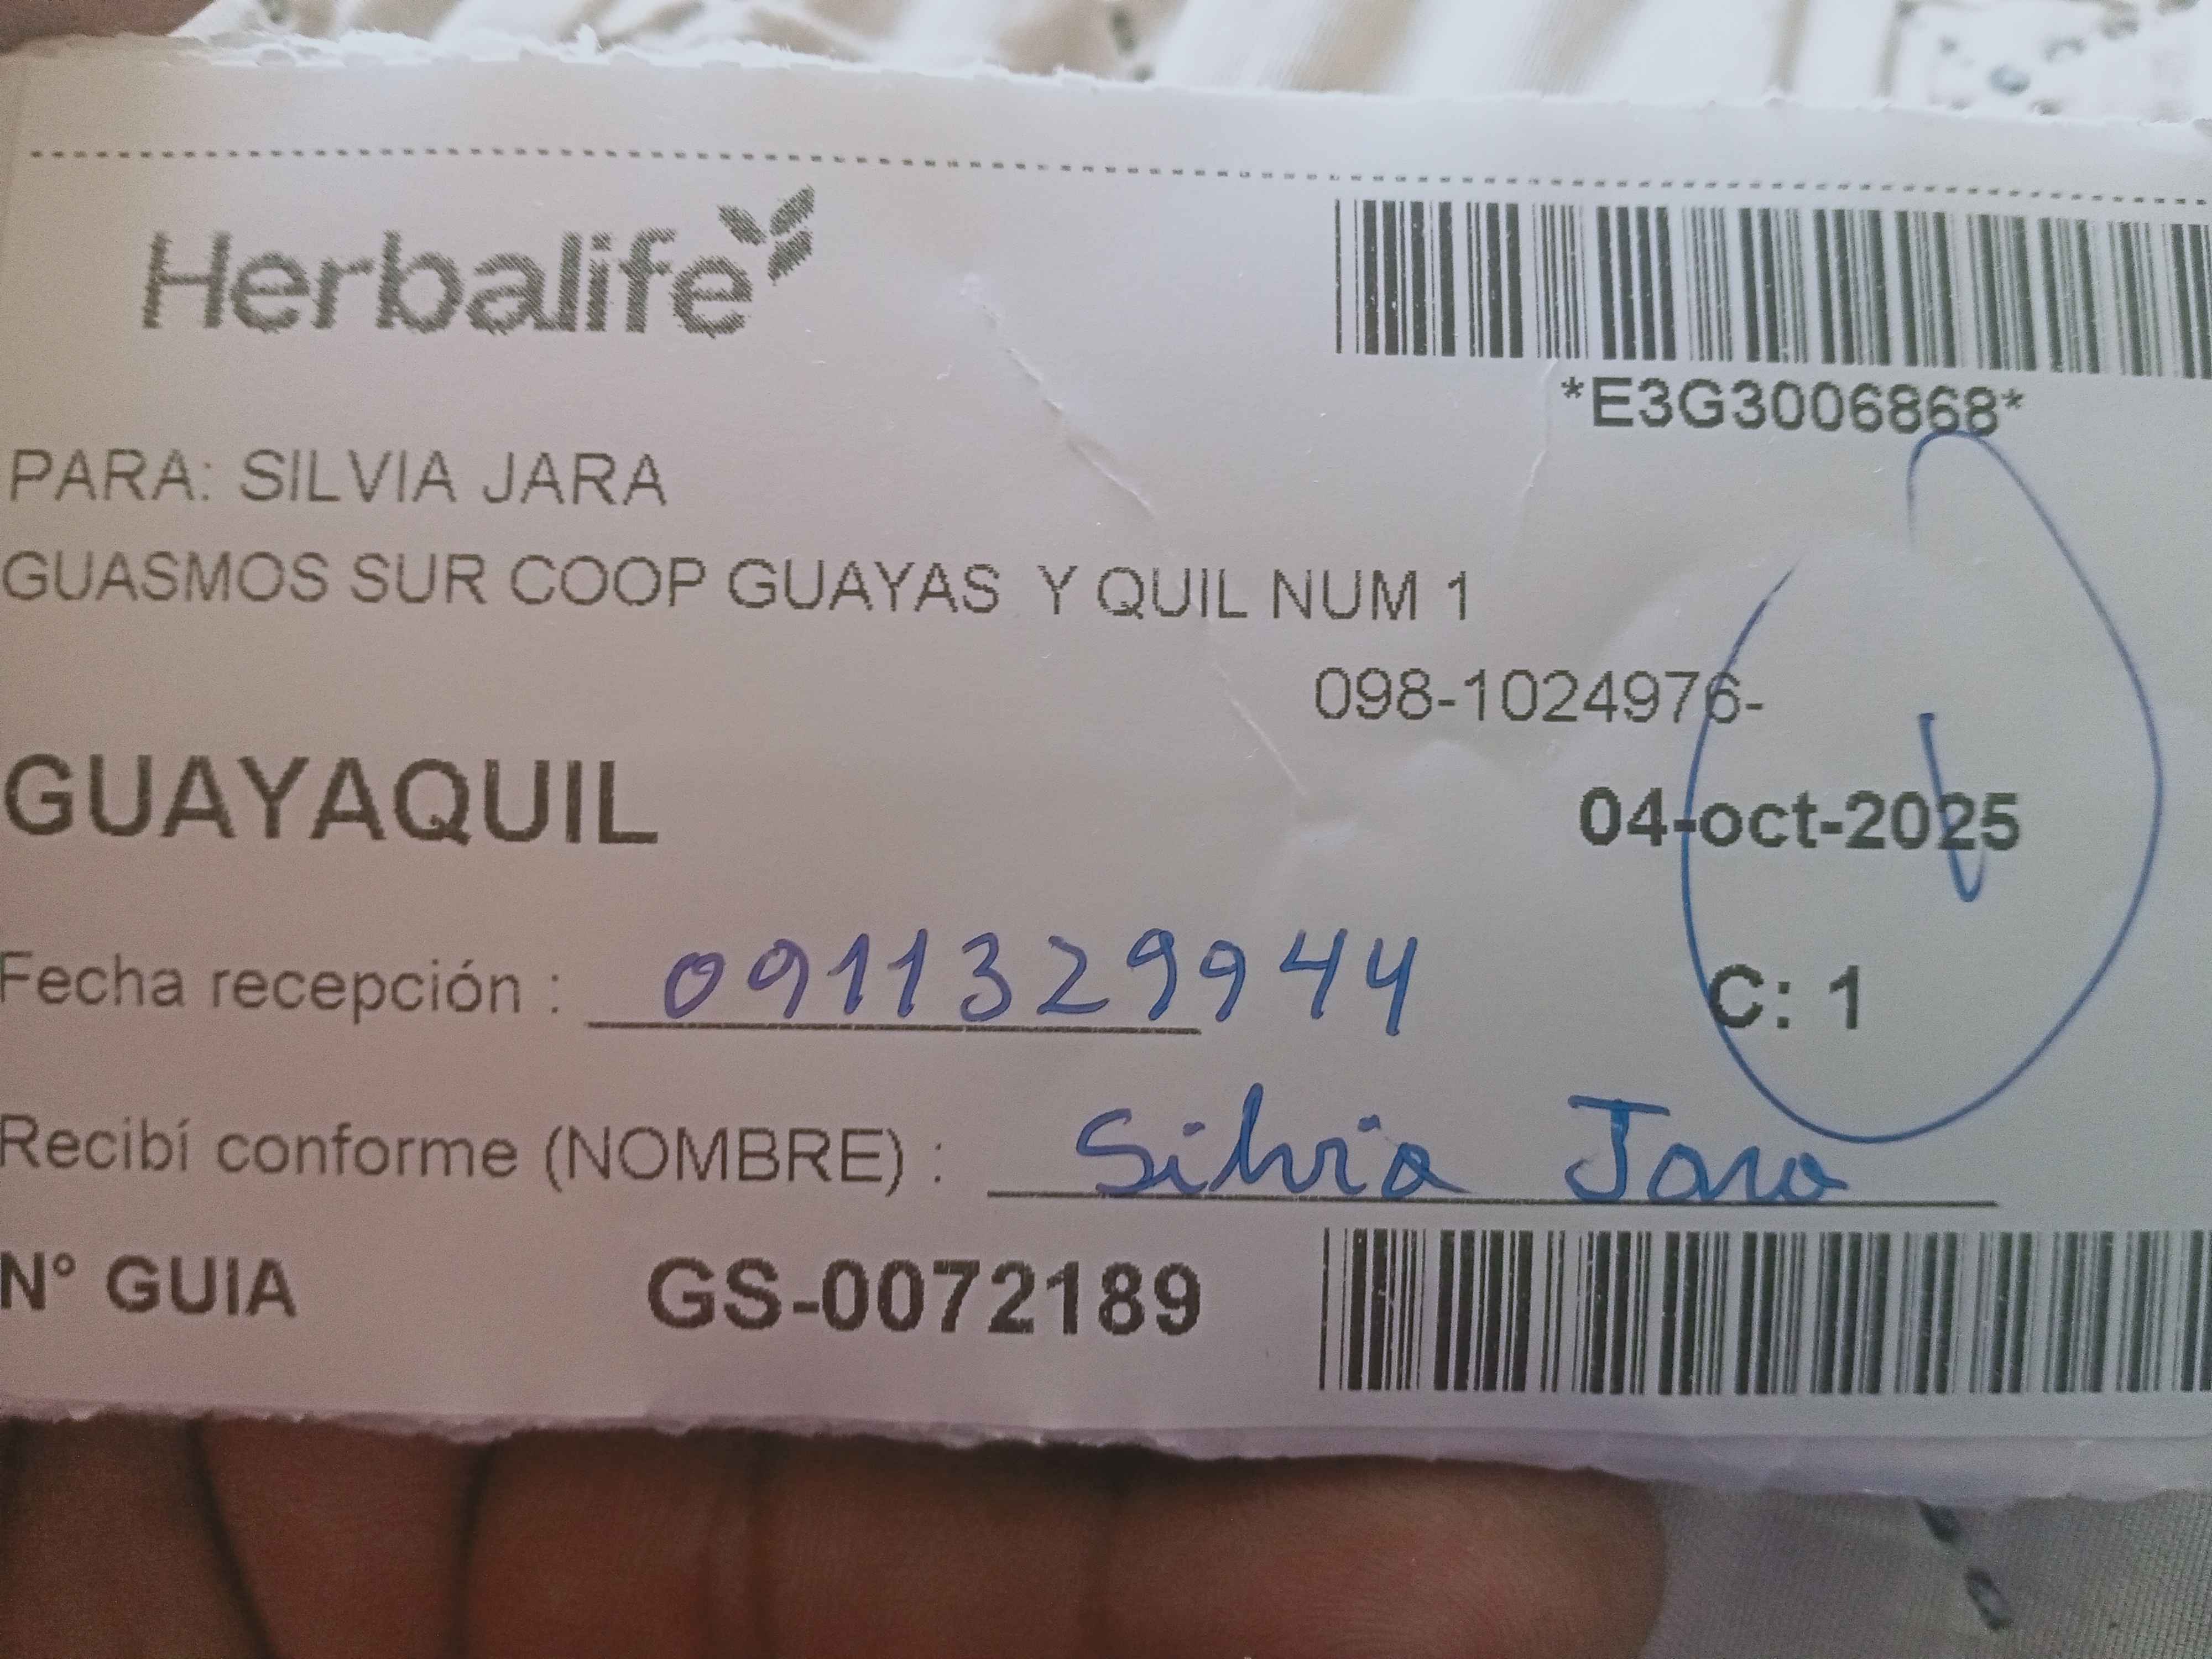 Herbalife
*E3G3006868*
PARA: SILVIA JARA
GUASMOS SUR COOP GUAYAS Y QUIL NUM 1
098-1024976-
GUAYAQUIL
04-oct-2025
Fecha recepción : 0911329944
C: 1
Recibí conforme (NOMBRE) : Silvia Jara
N° GUIA GS-0072189